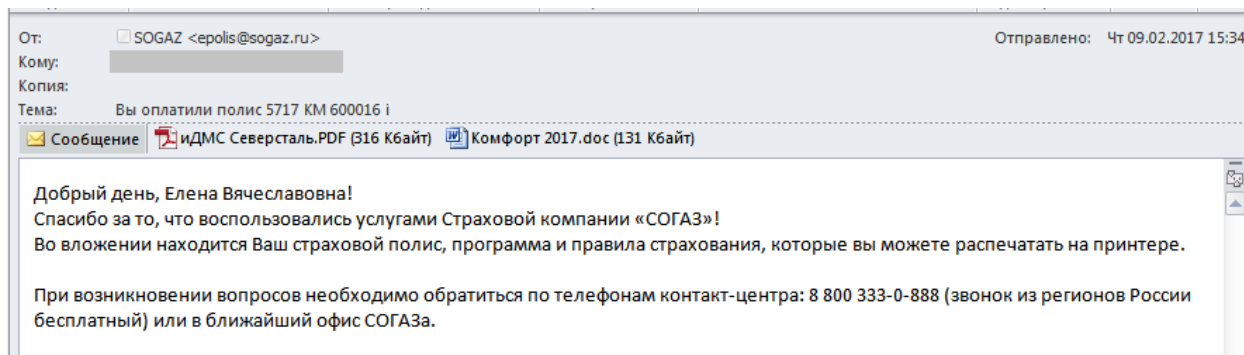 От: SOGAZ <epolis@sogaz.ru> Отправлено: Чт 09.02.2017 15:34
Кому:
Копия:
Тема: Вы оплатили полис 5717 КМ 600016 i
Сообщение иДМС Северсталь.PDF (316 Кбайт) Комфорт 2017.doc (131 Кбайт)
Добрый день, Елена Вячеславовна!
Спасибо за то, что воспользовались услугами Страховой компании «СОГАЗ»!
Во вложении находится Ваш страховой полис, программа и правила страхования, которые вы можете распечатать на принтере.
При возникновении вопросов необходимо обратиться по телефонам контакт-центра: 8 800 333-0-888 (звонок из регионов России
бесплатный) или в ближайший офис СОГАЗа.